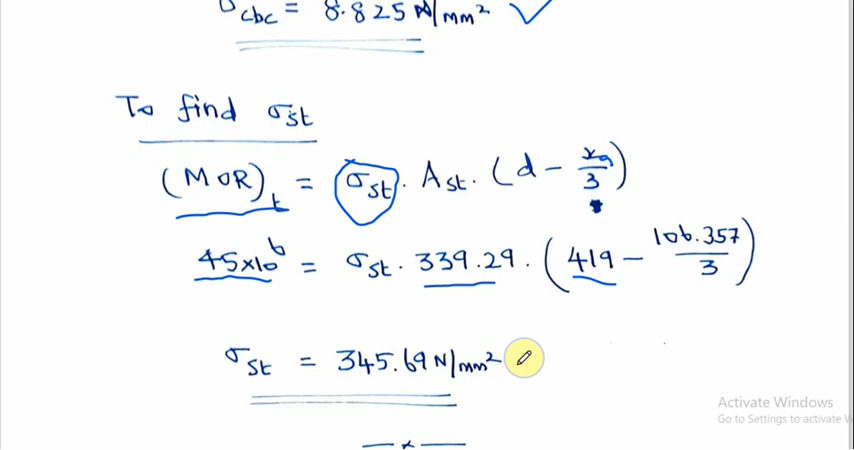 σcbc = 8.825 N/mm²
To find σst
(MOR)t = σst. Ast. (d - xa/3)
45×10⁶ = σst. 339.29. (419 - 106.357/3)
σst = 345.69 N/mm²
Activate Windows
Go to Settings to activate W